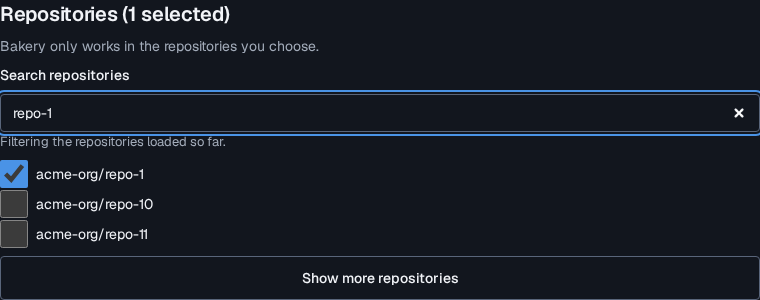 Repositories (1 selected)
Bakery only works in the repositories you choose.
Search repositories
repo-1
Filtering the repositories loaded so far.
acme-org/repo-1
acme-org/repo-10
acme-org/repo-11
Show more repositories